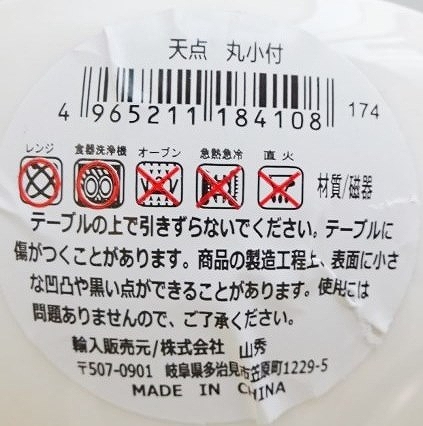 天点 丸小付
4 965211 184108 174
レンジ 食器洗浄機 オーブン 急熱急冷 直火 材質/磁器
テーブルの上で引きずらないでください。テーブルに
傷がつくことがあります。商品の製造工程上、表面に小さ
な凹凸や黒い点ができることがあります。使用には
問題ありませんので、ご了承ください。
輸入販売元/株式会社 山秀
〒507-0901 岐阜県多治見市笠原町1229-5
MADE IN CHINA